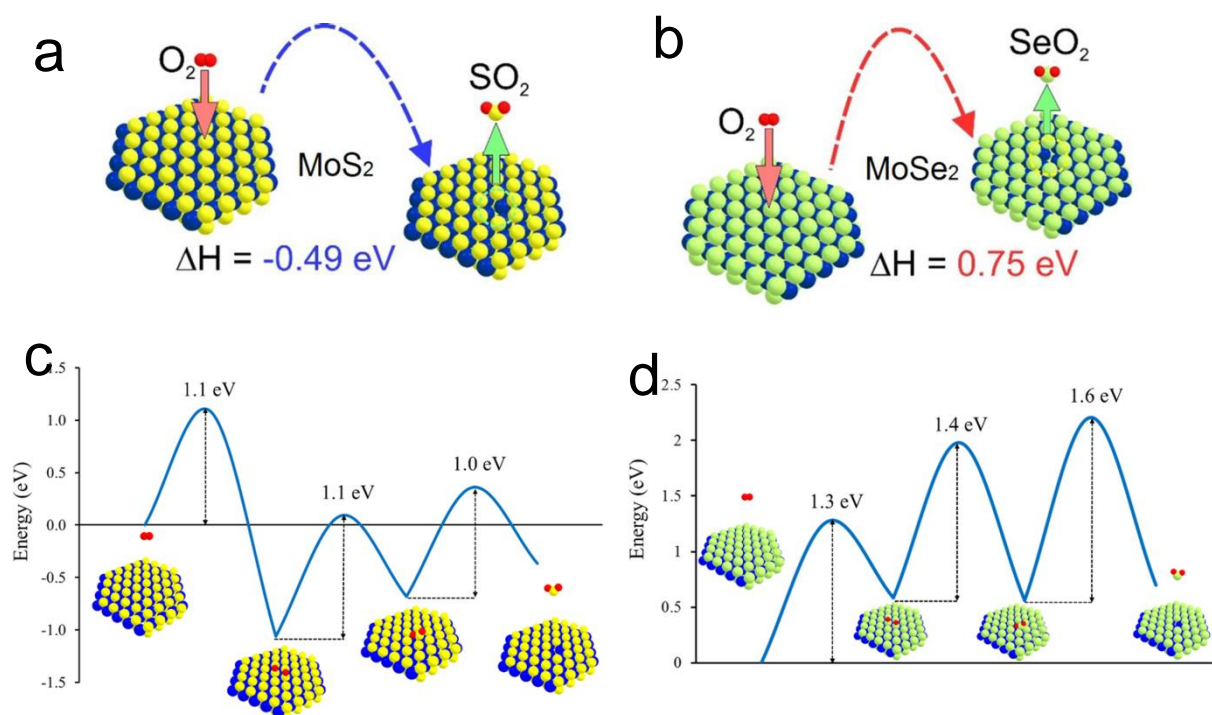 a
O₂
SO₂
MoS₂
ΔH = -0.49 eV
b
SeO₂
O₂
MoSe₂
ΔH = 0.75 eV
c
Energy (eV)
1.5
1.0
0.5
0.0
-0.5
-1.0
-1.5
1.1 eV
1.1 eV
1.0 eV
d
Energy (eV)
2.5
2
1.5
1
0.5
0
1.3 eV
1.4 eV
1.6 eV